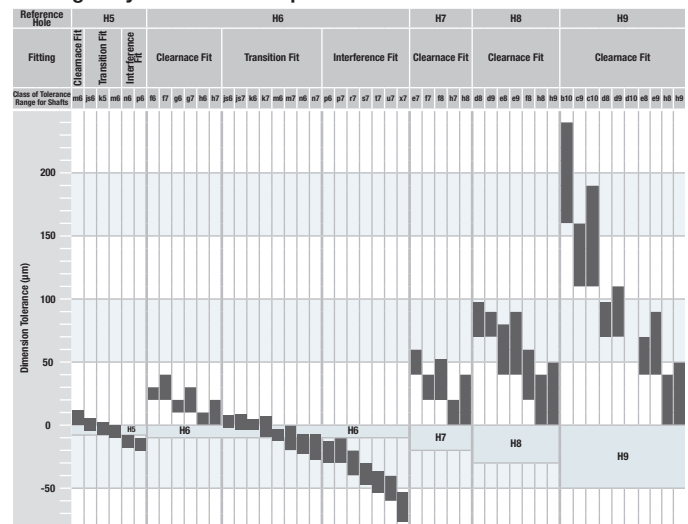 Reference Hole H5 H6 H7 H8 H9
Fitting Clearnace Fit Transition Fit Interference Fit Clearnace Fit Transition Fit Interference Fit Clearnace Fit Clearnace Fit Clearnace Fit
Class of Tolerance Range for Shafts m6 js6 k5 m6 n6 p6 f6 f7 g6 g7 h6 h7 js6 js7 k6 k7 m6 m7 n6 n7 p6 p7 r7 s7 t7 u7 x7 e7 f7 f8 h7 h8 d8 d9 e8 e9 f8 h8 h9 b10 c9 c10 d8 d9 d10 e8 e9 h8 h9
Dimension Tolerance (µm)
200
150
100
50
0
-50
H5
H6
H6
H7
H8
H9